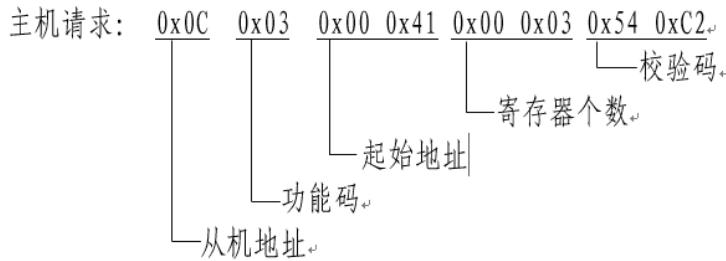 主机请求: 0x0C 0x03 0x00 0x41 0x00 0x03 0x54 0xC2
校验码
寄存器个数
起始地址
功能码
从机地址